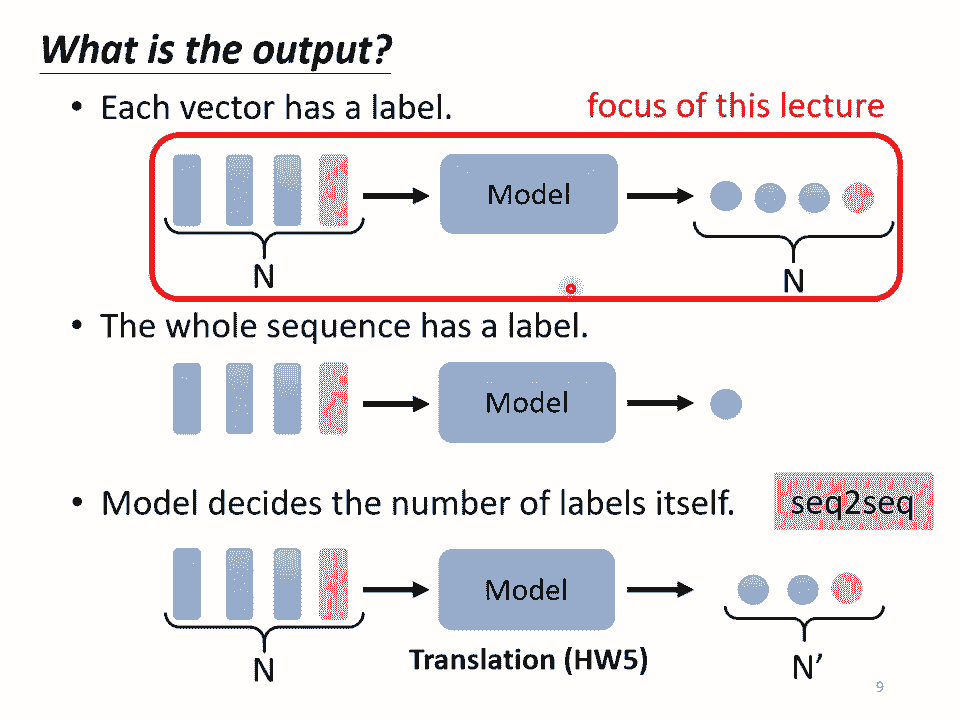 What is the output?
• Each vector has a label.
focus of this lecture
Model
N
N
• The whole sequence has a label.
Model
• Model decides the number of labels itself.
seq2seq
Model
N
Translation (HW5)
N’
9